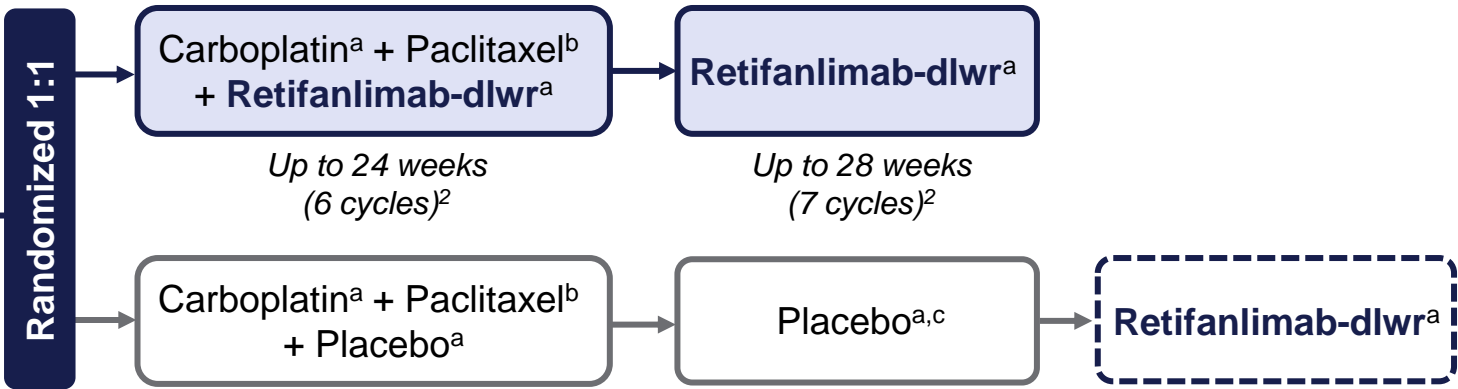 Randomized 1:1
Carboplatinᵃ + Paclitaxelᵇ
+ Retifanlimab-dlwrᵃ
Retifanlimab-dlwrᵃ
Up to 24 weeks
(6 cycles)²
Up to 28 weeks
(7 cycles)²
Carboplatinᵃ + Paclitaxelᵇ
+ Placeboᵃ
Placeboᵃ,ᶜ
Retifanlimab-dlwrᵃ